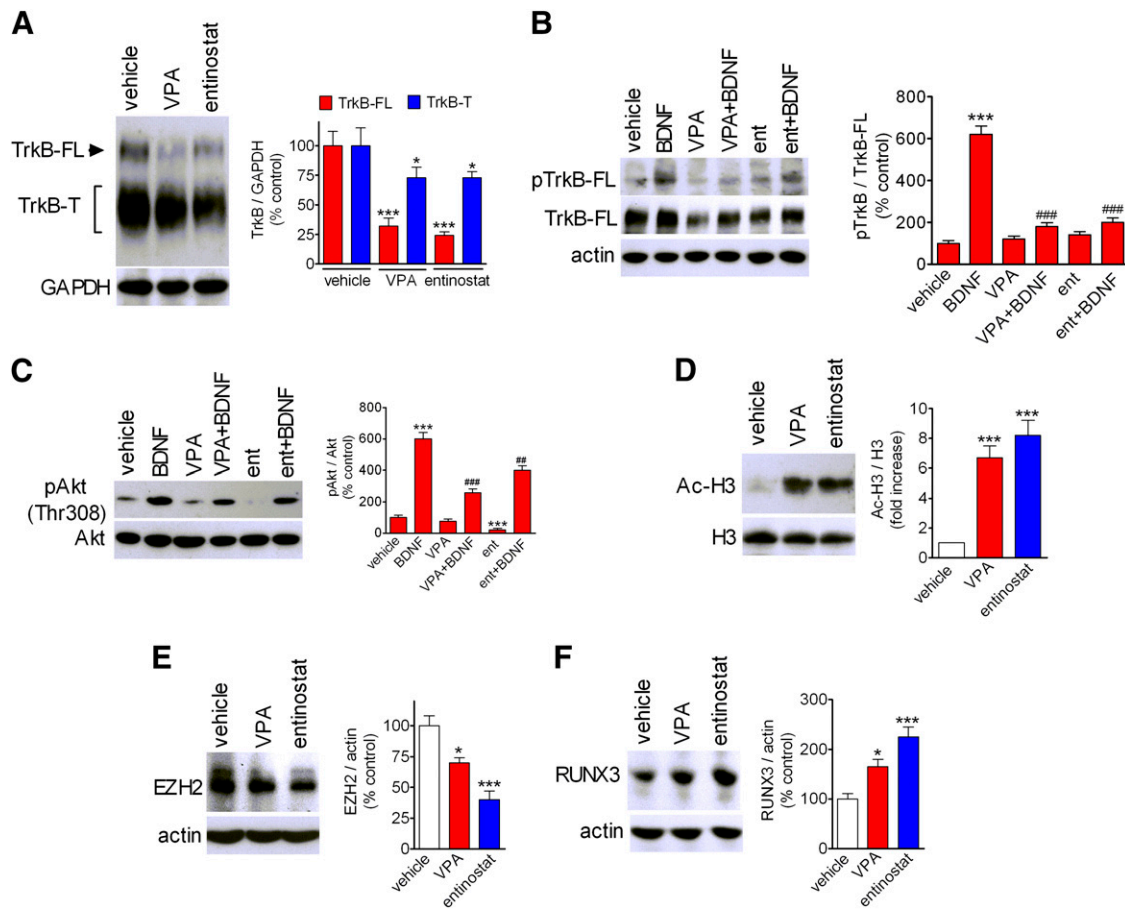 A
vehicle
VPA
entinostat
TrkB-FL
TrkB-T
GAPDH
TrkB-FL
TrkB-T
TrkB / GAPDH
(% control)
100
75
50
25
0
***
*
***
*
vehicle
VPA
entinostat
B
vehicle
BDNF
VPA
VPA+BDNF
ent
ent+BDNF
pTrkB-FL
TrkB-FL
actin
pTrkB / TrkB-FL
(% control)
800
600
400
200
0
***
###
###
vehicle
BDNF
VPA
VPA+BDNF
ent
ent+BDNF
C
vehicle
BDNF
VPA
VPA+BDNF
ent
ent+BDNF
pAkt
(Thr308)
Akt
pAkt / Akt
(% control)
800
600
400
200
0
***
###
***
##
vehicle
BDNF
VPA
VPA+BDNF
ent
ent+BDNF
D
vehicle
VPA
entinostat
Ac-H3
H3
Ac-H3 / H3
(fold increase)
10
8
6
4
2
0
***
***
vehicle
VPA
entinostat
E
vehicle
VPA
entinostat
EZH2
actin
EZH2 / actin
(% control)
100
75
50
25
0
*
***
vehicle
VPA
entinostat
F
vehicle
VPA
entinostat
RUNX3
actin
RUNX3 / actin
(% control)
300
200
100
0
*
***
vehicle
VPA
entinostat